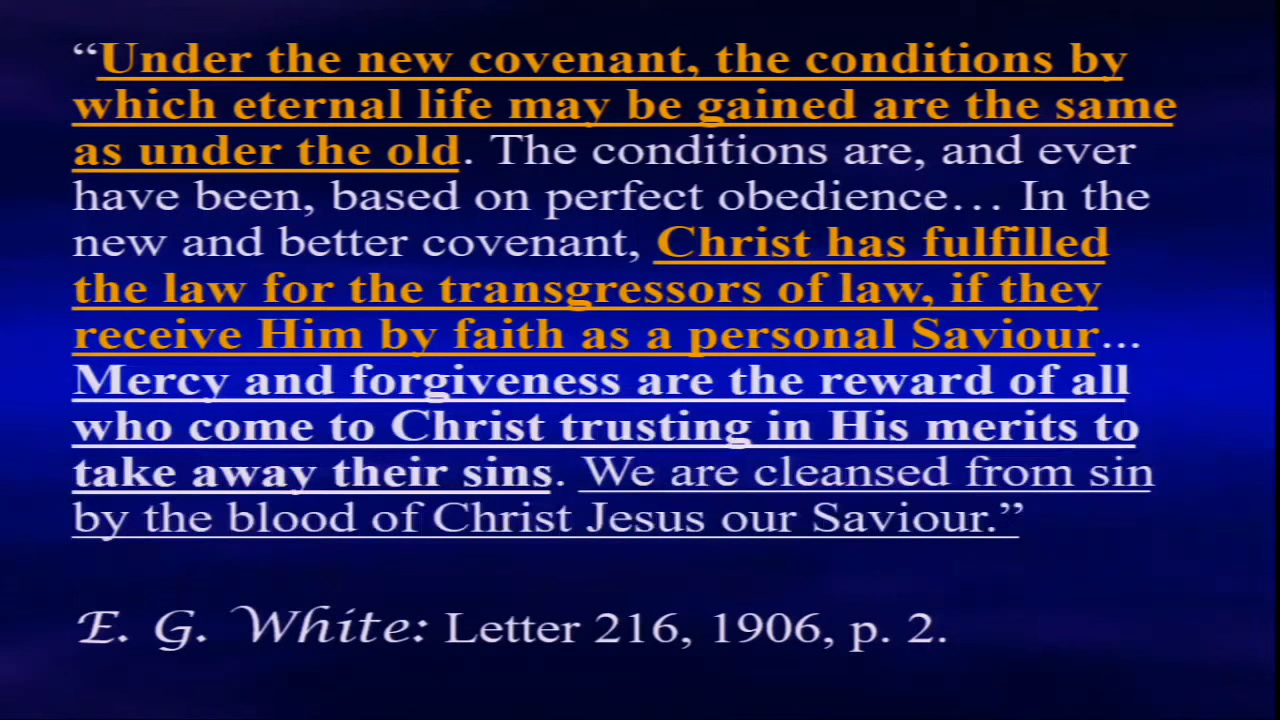 “Under the new covenant, the conditions by
which eternal life may be gained are the same
as under the old. The conditions are, and ever
have been, based on perfect obedience… In the
new and better covenant, Christ has fulfilled
the law for the transgressors of law, if they
receive Him by faith as a personal Saviour…
Mercy and forgiveness are the reward of all
who come to Christ trusting in His merits to
take away their sins. We are cleansed from sin
by the blood of Christ Jesus our Saviour.”
E. G. White: Letter 216, 1906, p. 2.